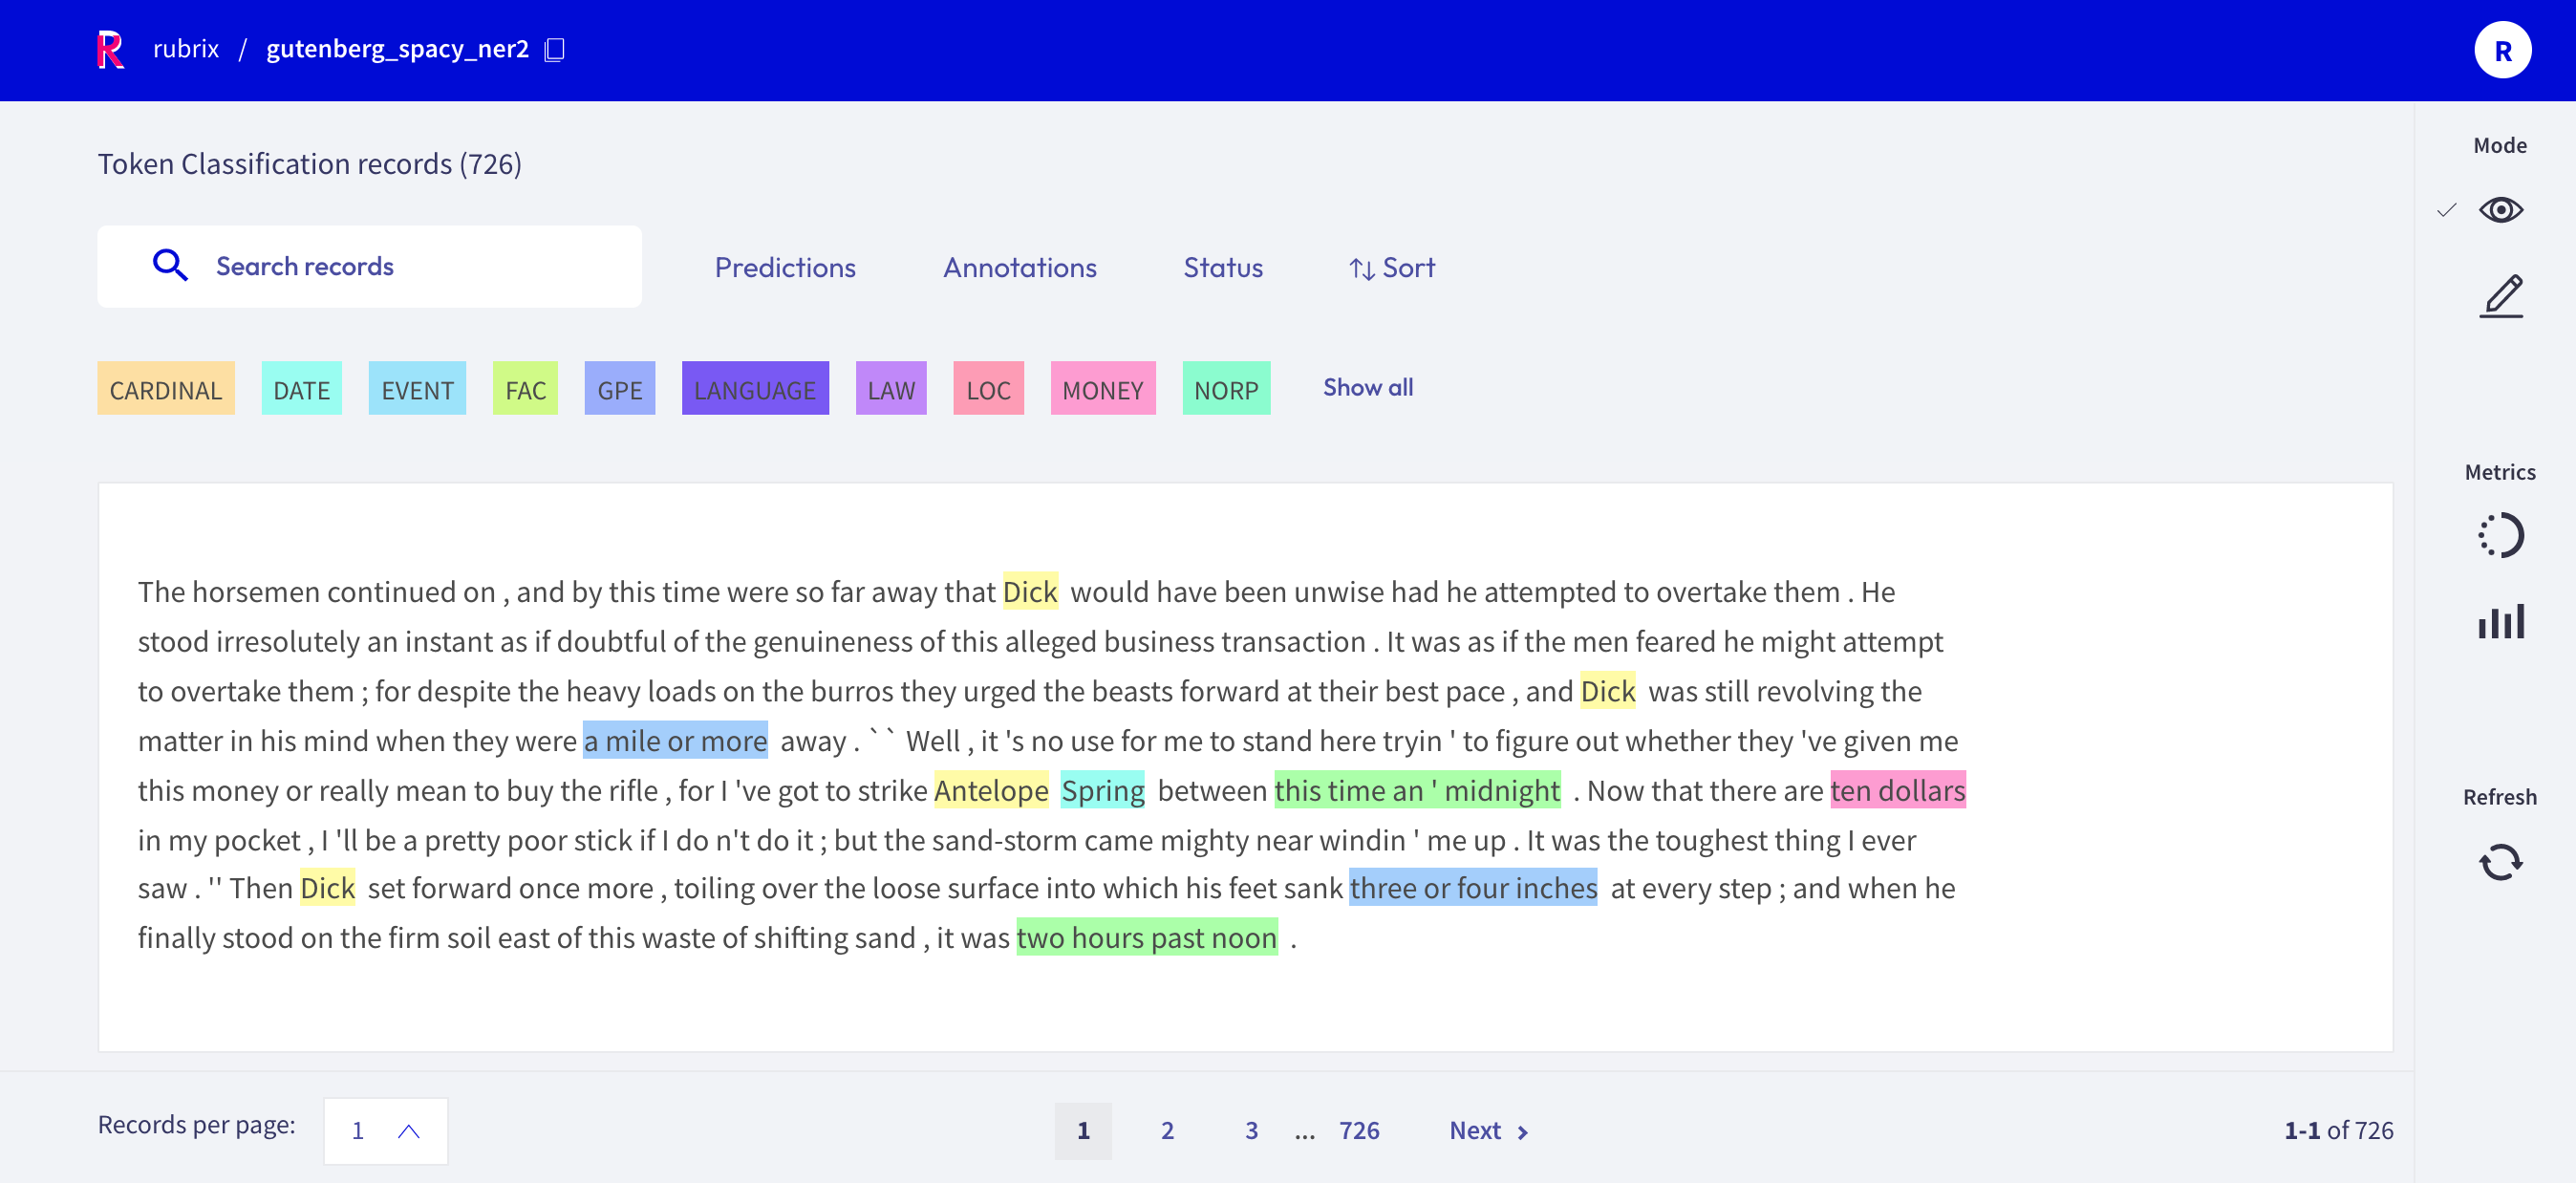 R rubrix / gutenberg_spacy_ner2 R
Token Classification records (726)
Mode
Search records Predictions Annotations Status Sort
CARDINAL DATE EVENT FAC GPE LANGUAGE LAW LOC MONEY NORP Show all
Metrics
The horsemen continued on , and by this time were so far away that Dick would have been unwise had he attempted to overtake them . He
stood irresolutely an instant as if doubtful of the genuineness of this alleged business transaction . It was as if the men feared he might attempt
to overtake them ; for despite the heavy loads on the burros they urged the beasts forward at their best pace , and Dick was still revolving the
matter in his mind when they were a mile or more away . `` Well , it 's no use for me to stand here tryin ' to figure out whether they 've given me
this money or really mean to buy the rifle , for I 've got to strike Antelope Spring between this time an ' midnight . Now that there are ten dollars
in my pocket , I 'll be a pretty poor stick if I do n't do it ; but the sand-storm came mighty near windin ' me up . It was the toughest thing I ever
saw . '' Then Dick set forward once more , toiling over the loose surface into which his feet sank three or four inches at every step ; and when he
finally stood on the firm soil east of this waste of shifting sand , it was two hours past noon .
Refresh
Records per page: 1 1 2 3 ... 726 Next 1-1 of 726